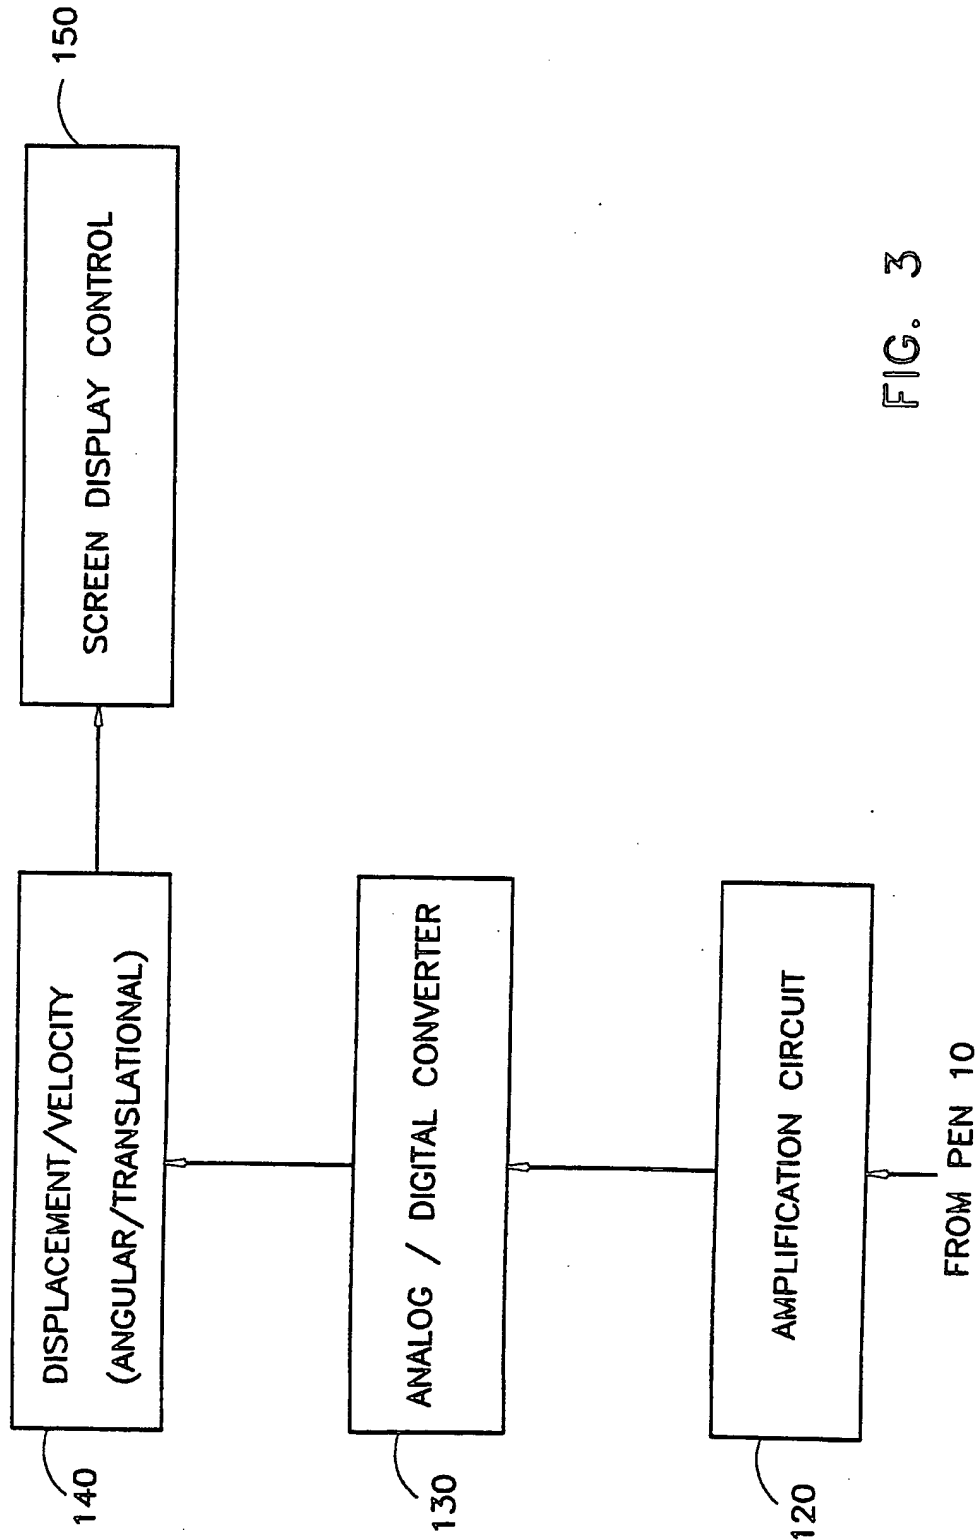 140
DISPLACEMENT/VELOCITY
(ANGULAR/TRANSLATIONAL)
SCREEN DISPLAY CONTROL
150
130
ANALOG / DIGITAL CONVERTER
120
AMPLIFICATION CIRCUIT
FROM PEN 10
FIG. 3